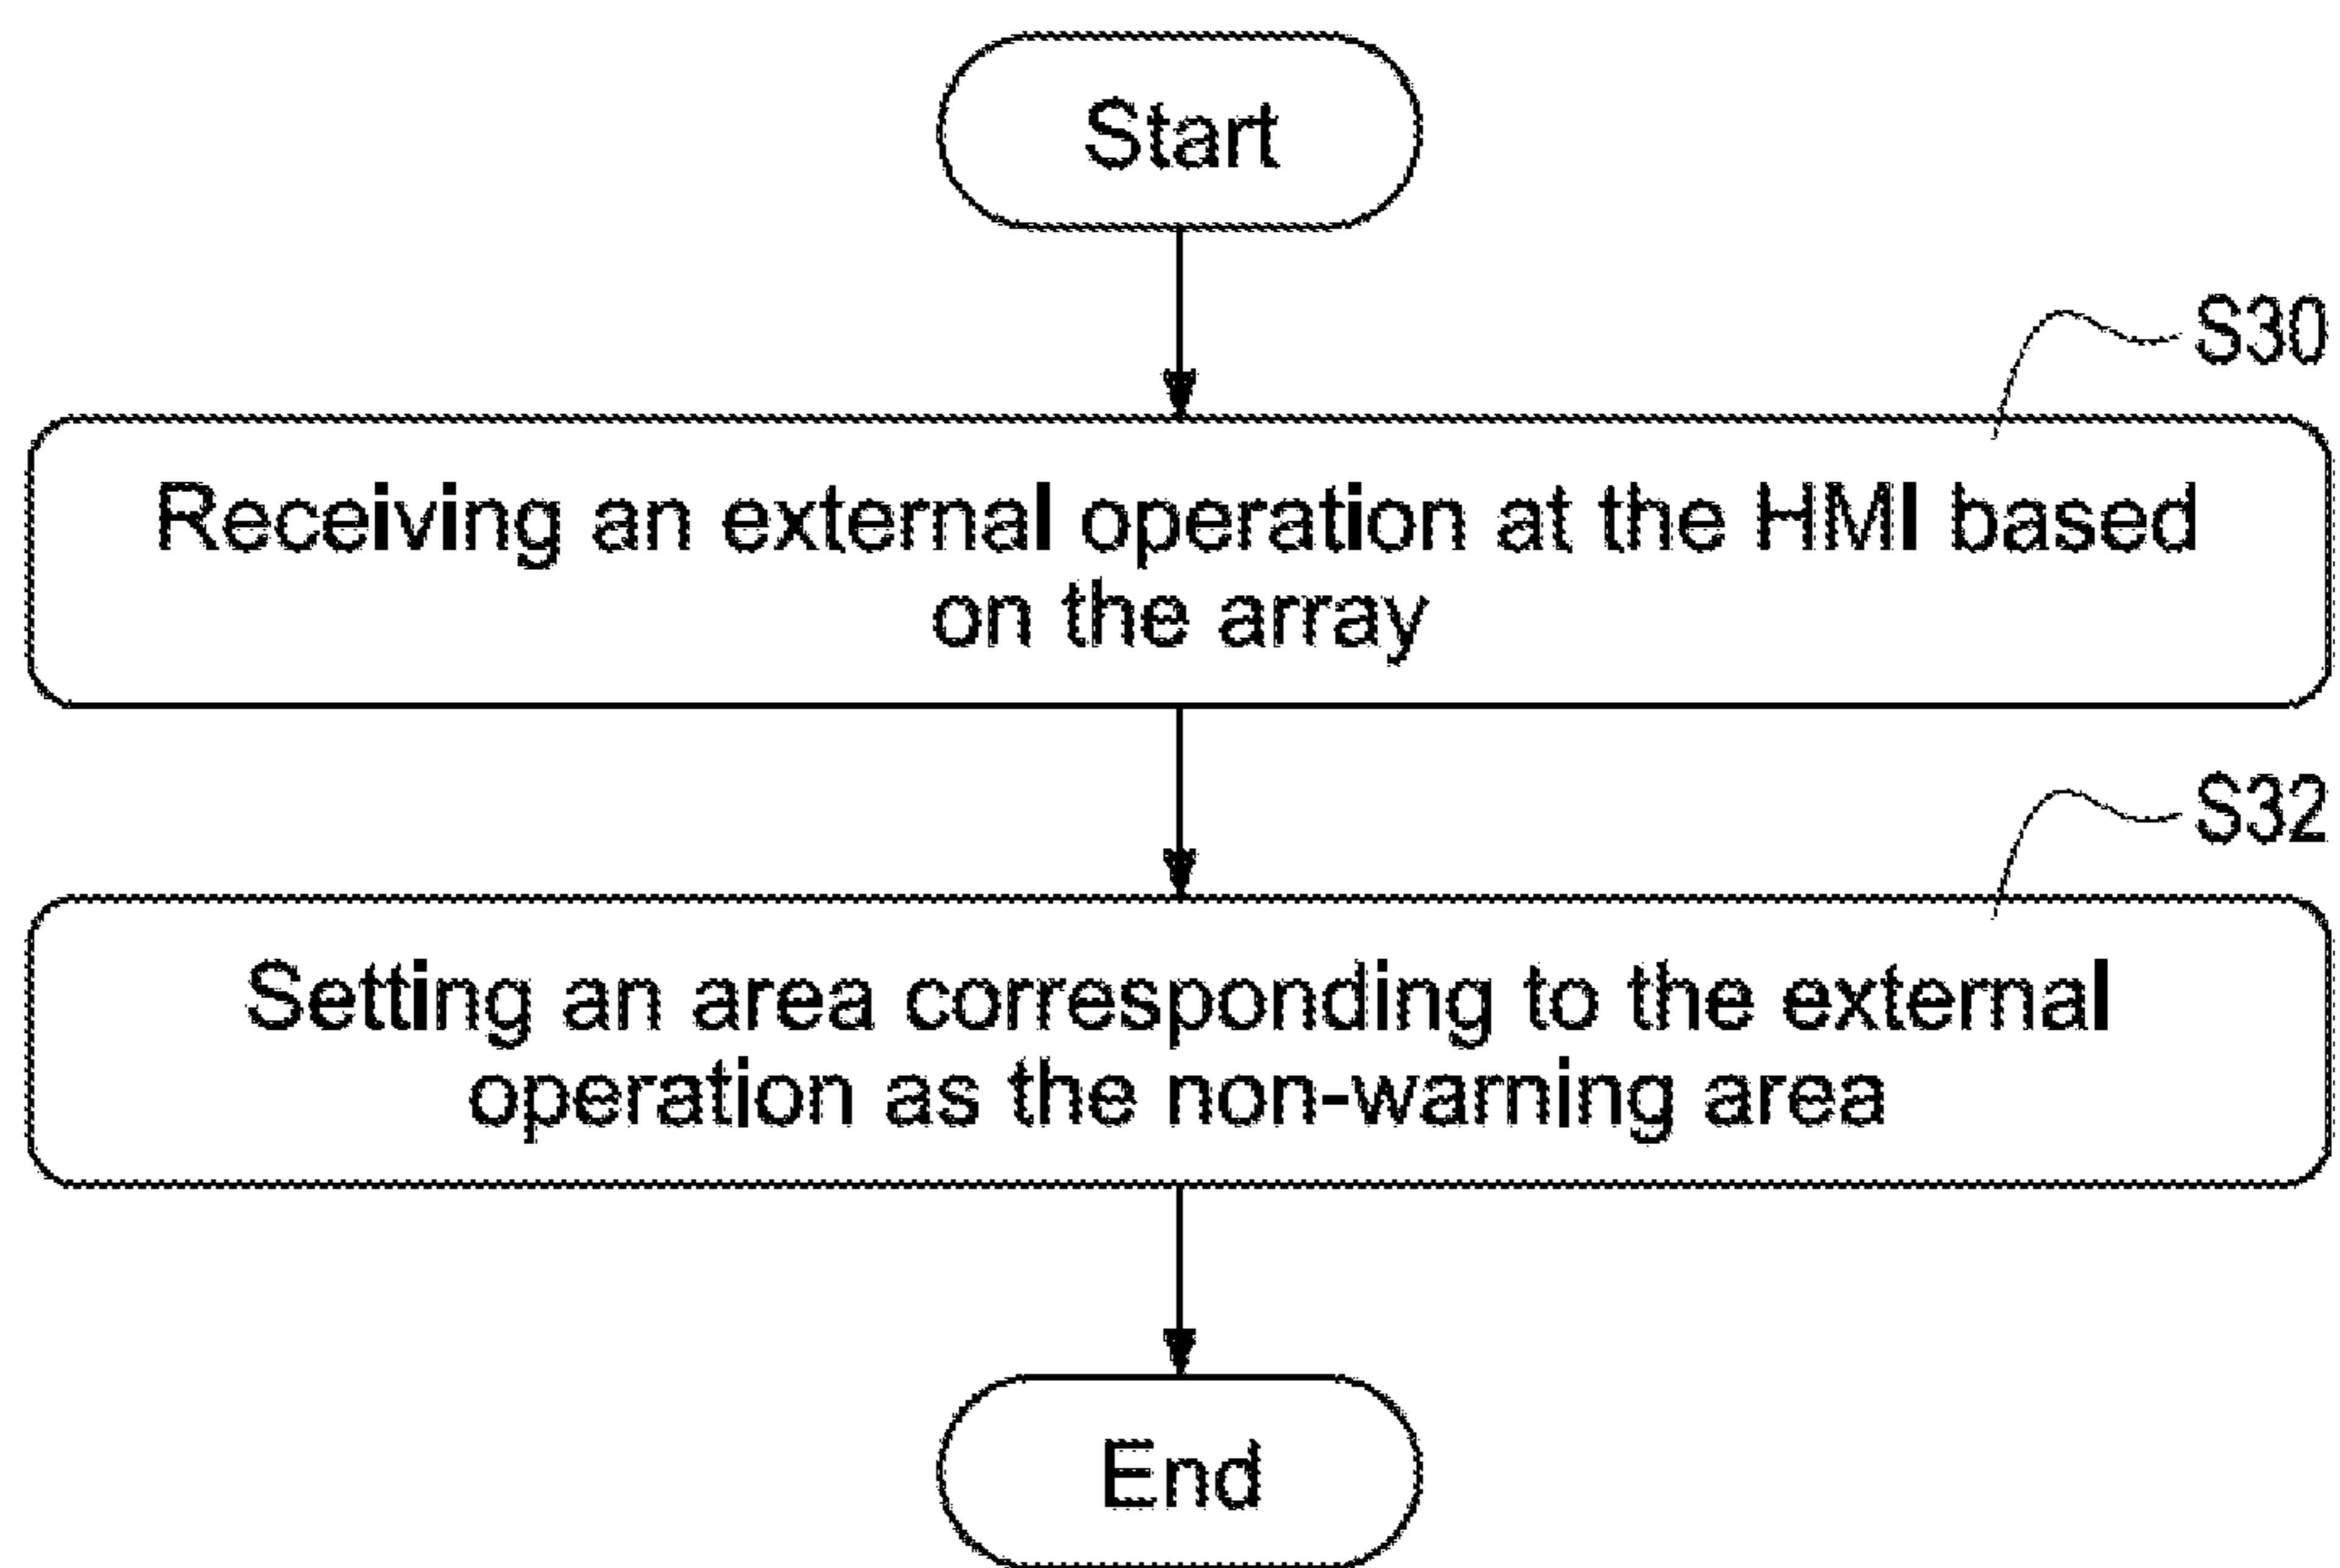 Start
S30
Receiving an external operation at the HMI based
on the array
S32
Setting an area corresponding to the external
operation as the non-warning area
End